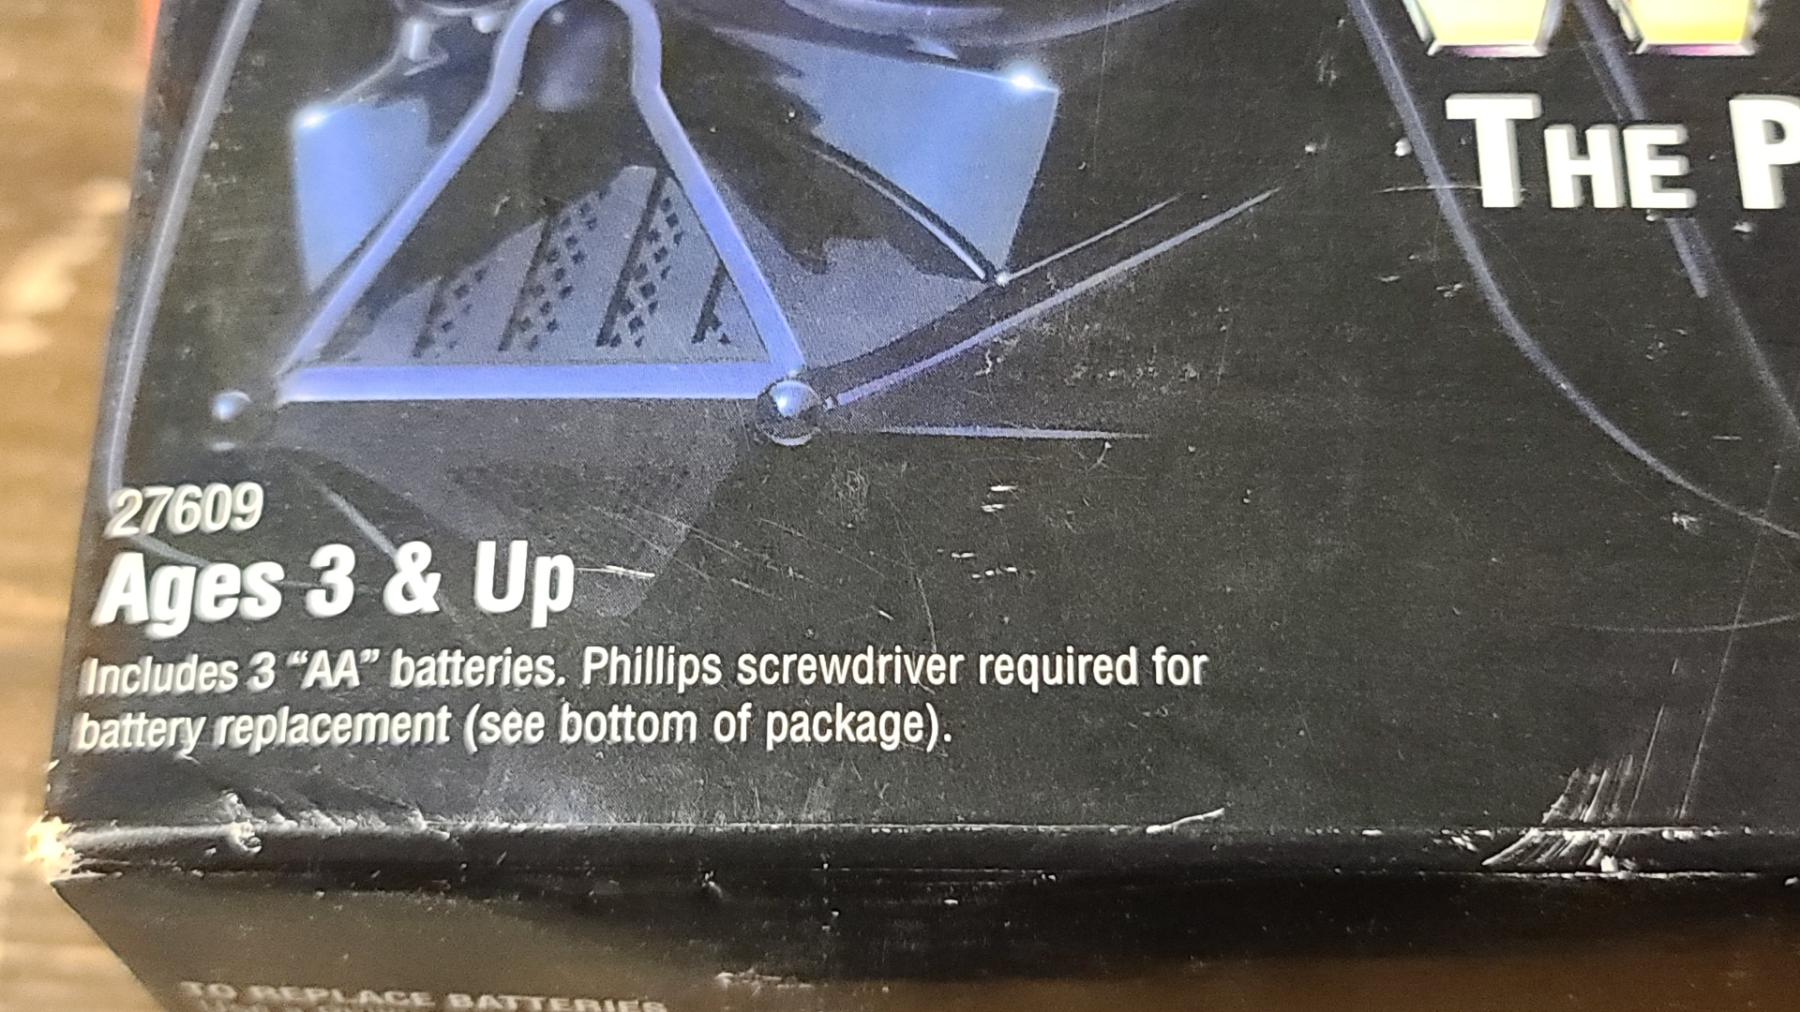 THE P
27609
Ages 3 & Up
Includes 3 “AA” batteries. Phillips screwdriver required for
battery replacement (see bottom of package).
TO REPLACE BATTERIES